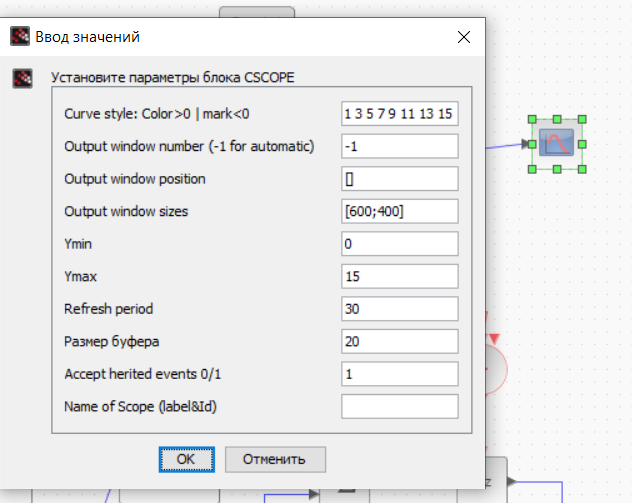 Ввод значений
Установите параметры блока CSCOPE
Curve style: Color>0 | mark<0 1 3 5 7 9 11 13 15
Output window number (-1 for automatic) -1
Output window position []
Output window sizes [600;400]
Ymin 0
Ymax 15
Refresh period 30
Размер буфера 20
Accept herited events 0/1 1
Name of Scope (label&Id)
OK Отменить
z